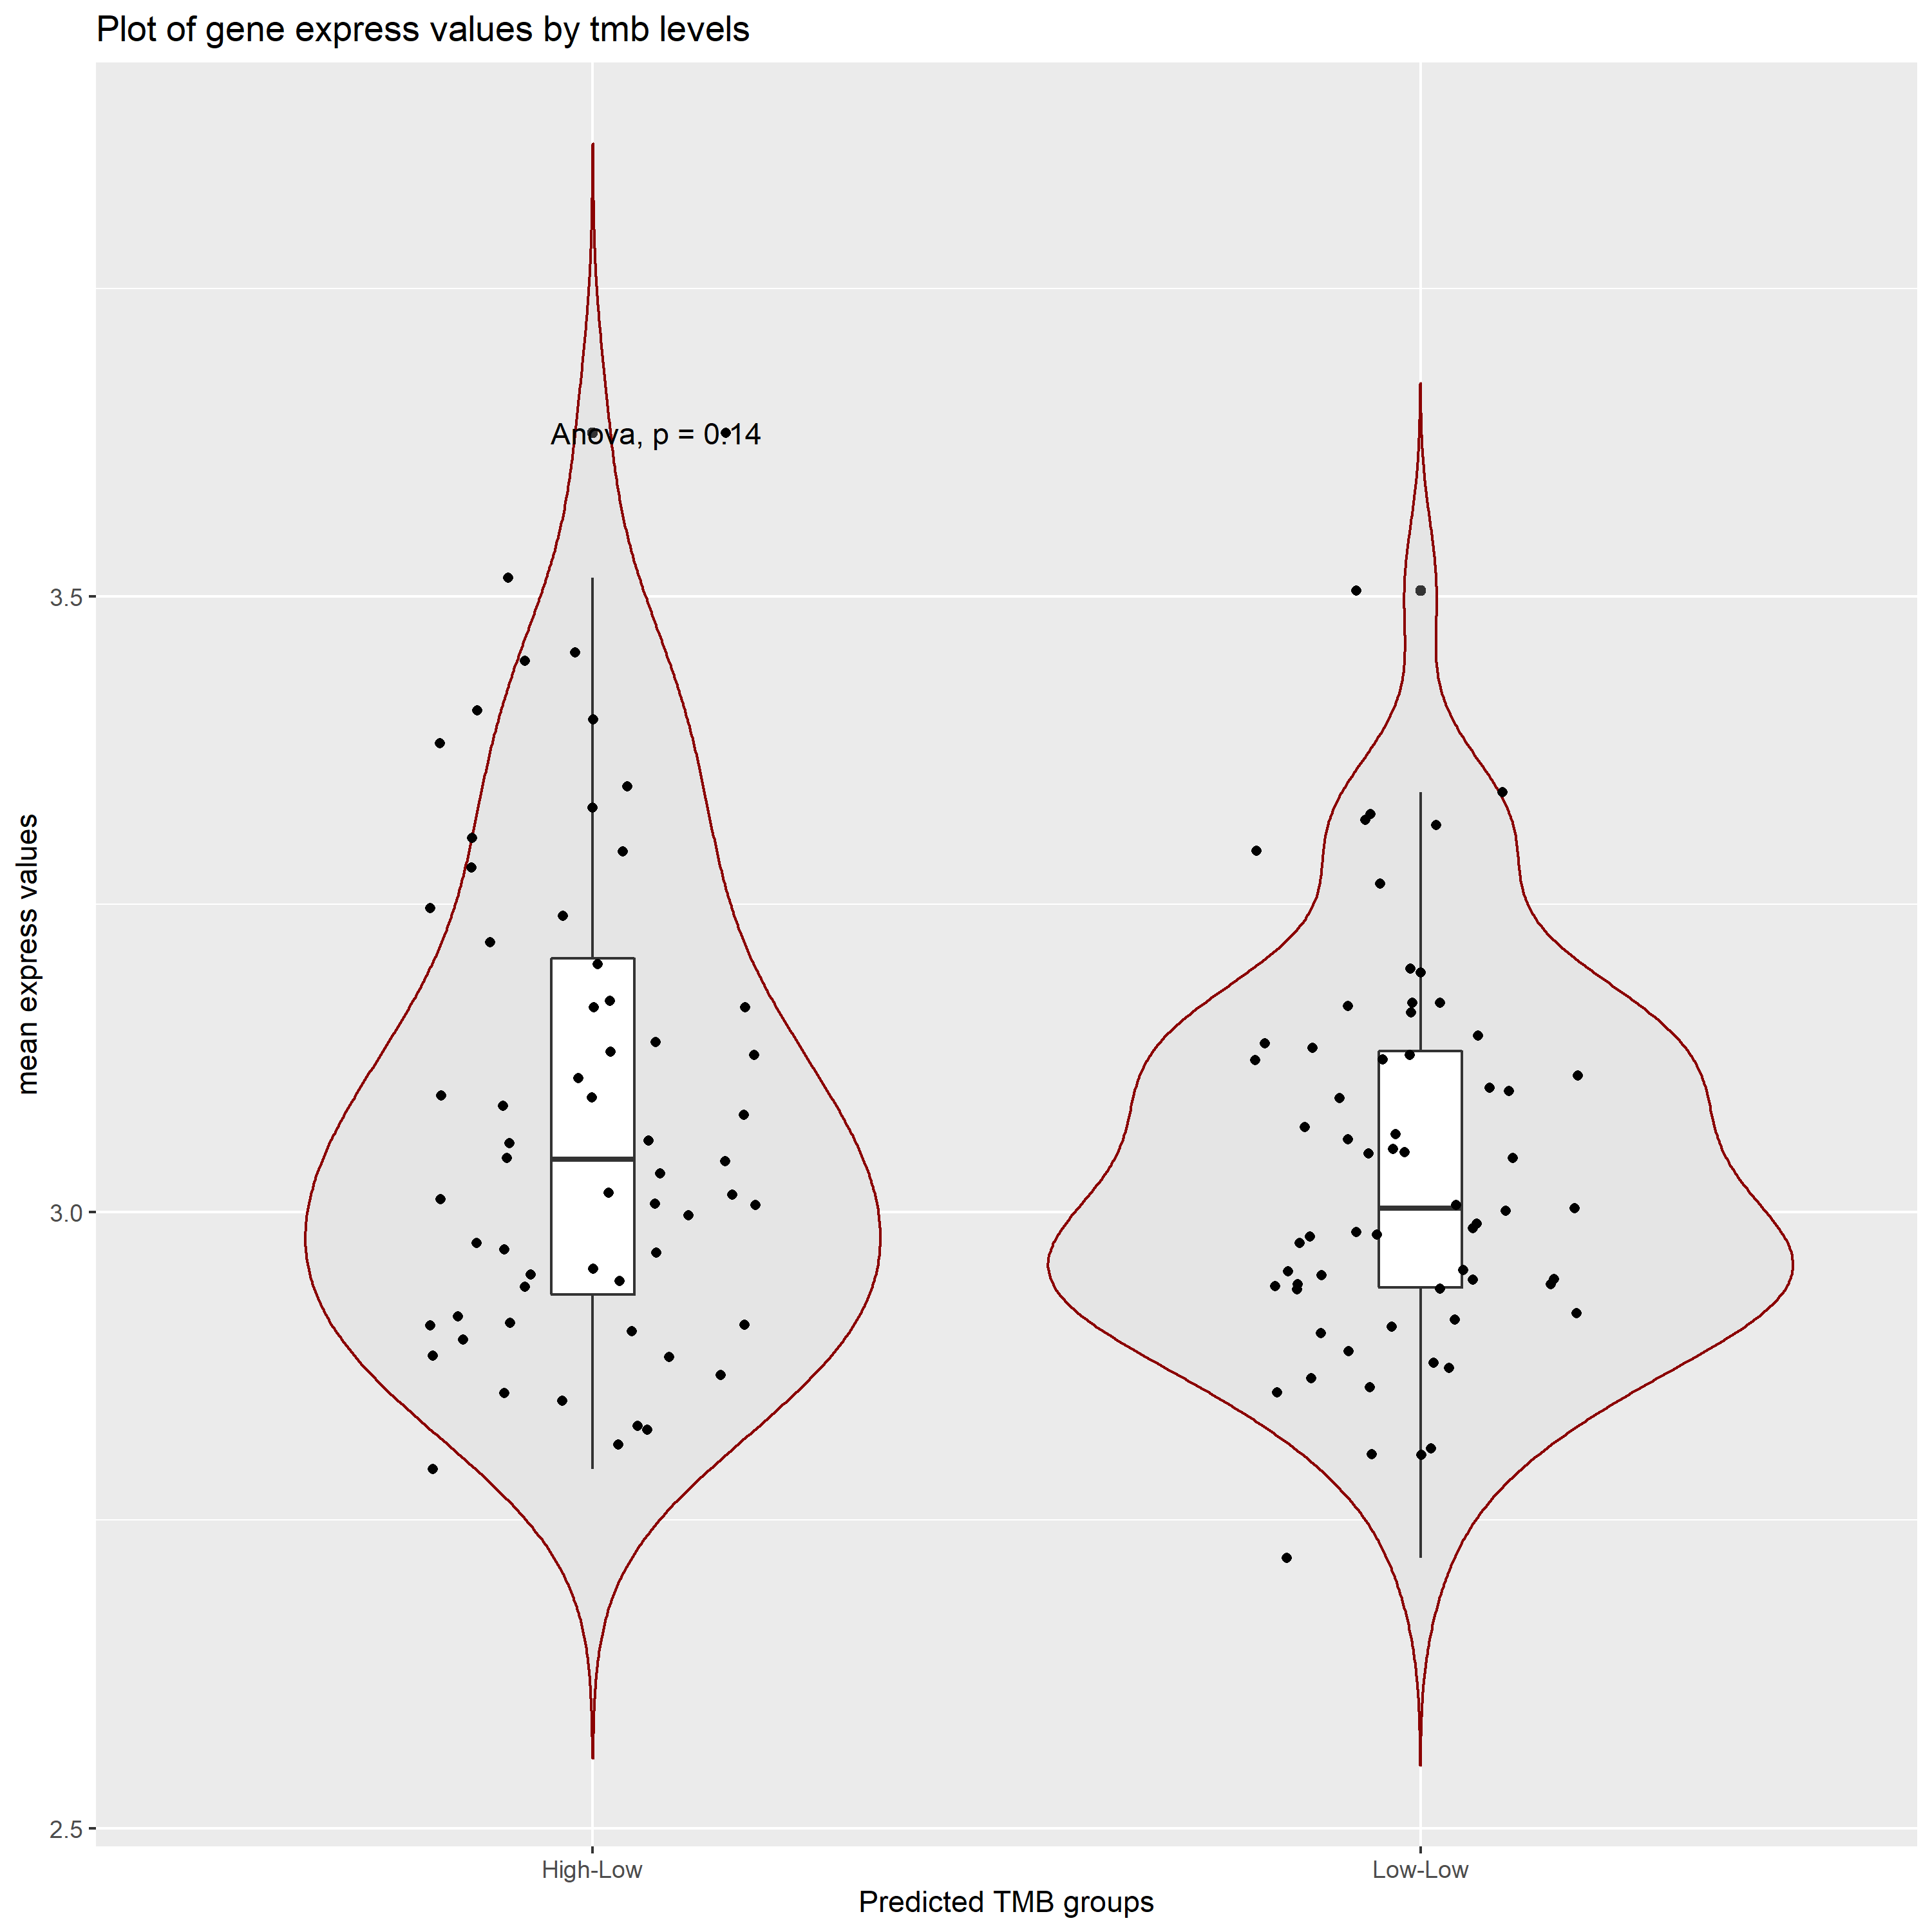 Plot of gene express values by tmb levels
Anova, p = 0.14
3.5
mean express values
3.0
2.5
High-Low
Low-Low
Predicted TMB groups